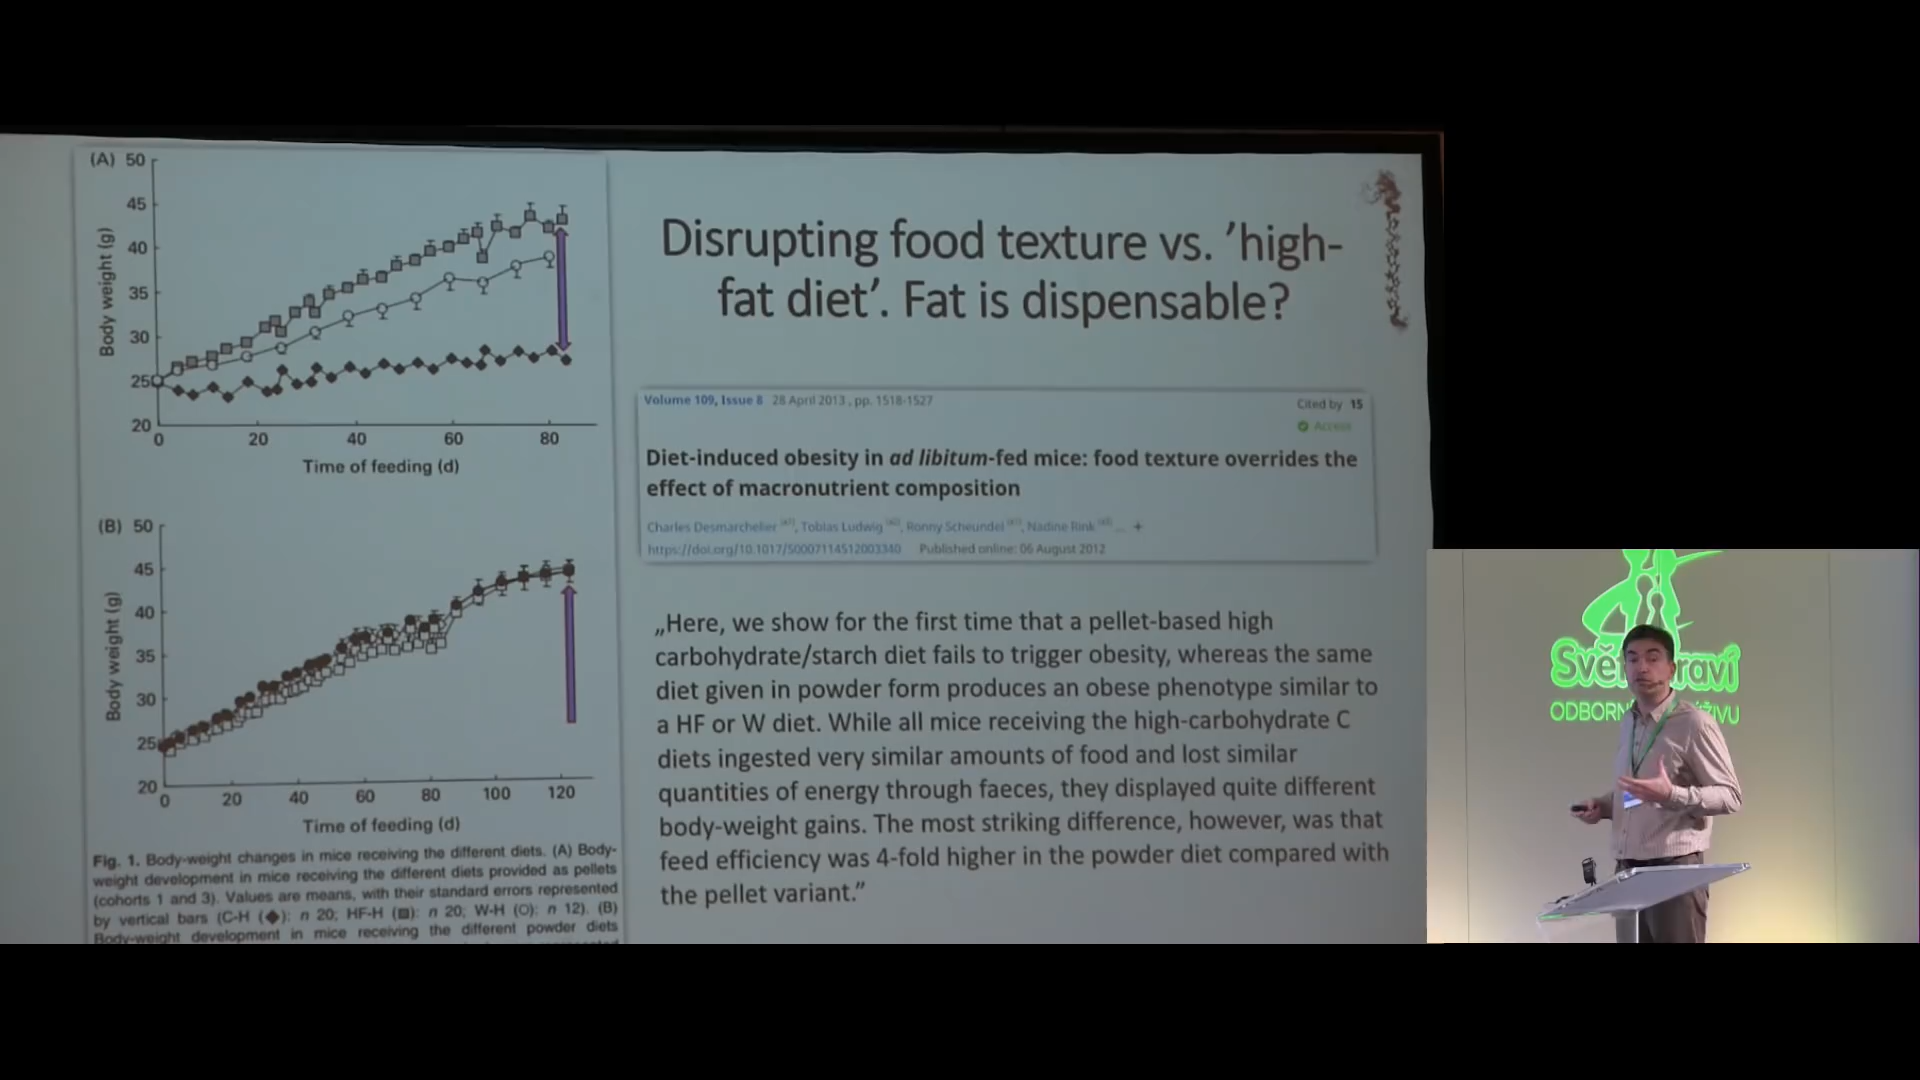 (A) 50
45
40
35
30
25
20
0 20 40 60 80
Body weight (g)
Time of feeding (d)
(B) 50
45
40
35
30
25
20
0 20 40 60 80 100 120
Body weight (g)
Time of feeding (d)
Fig. 1. Body-weight changes in mice receiving the different diets. (A) Body-
weight development in mice receiving the different diets provided as pellets
(cohorts 1 and 3). Values are means, with their standard errors represented
by vertical bars (C-H (◆): n 20; HF-H (■): n 20; W-H (○): n 12). (B)
Body-weight development in mice receiving the different powder diets
Disrupting food texture vs. ’high-
fat diet’. Fat is dispensable?
Volume 109, Issue 8 28 April 2013 , pp. 1518-1527
Cited by 15
Access
Diet-induced obesity in ad libitum-fed mice: food texture overrides the
effect of macronutrient composition
Charles Desmarchelier (a1), Tobias Ludwig (a2), Ronny Scheundel (a1), Nadine Rink (a3) ... +
https://doi.org/10.1017/S0007114512003340 Published online: 06 August 2012
„Here, we show for the first time that a pellet-based high
carbohydrate/starch diet fails to trigger obesity, whereas the same
diet given in powder form produces an obese phenotype similar to
a HF or W diet. While all mice receiving the high-carbohydrate C
diets ingested very similar amounts of food and lost similar
quantities of energy through faeces, they displayed quite different
body-weight gains. The most striking difference, however, was that
feed efficiency was 4-fold higher in the powder diet compared with
the pellet variant.”
Svě raví
ODBORN ŽIVU